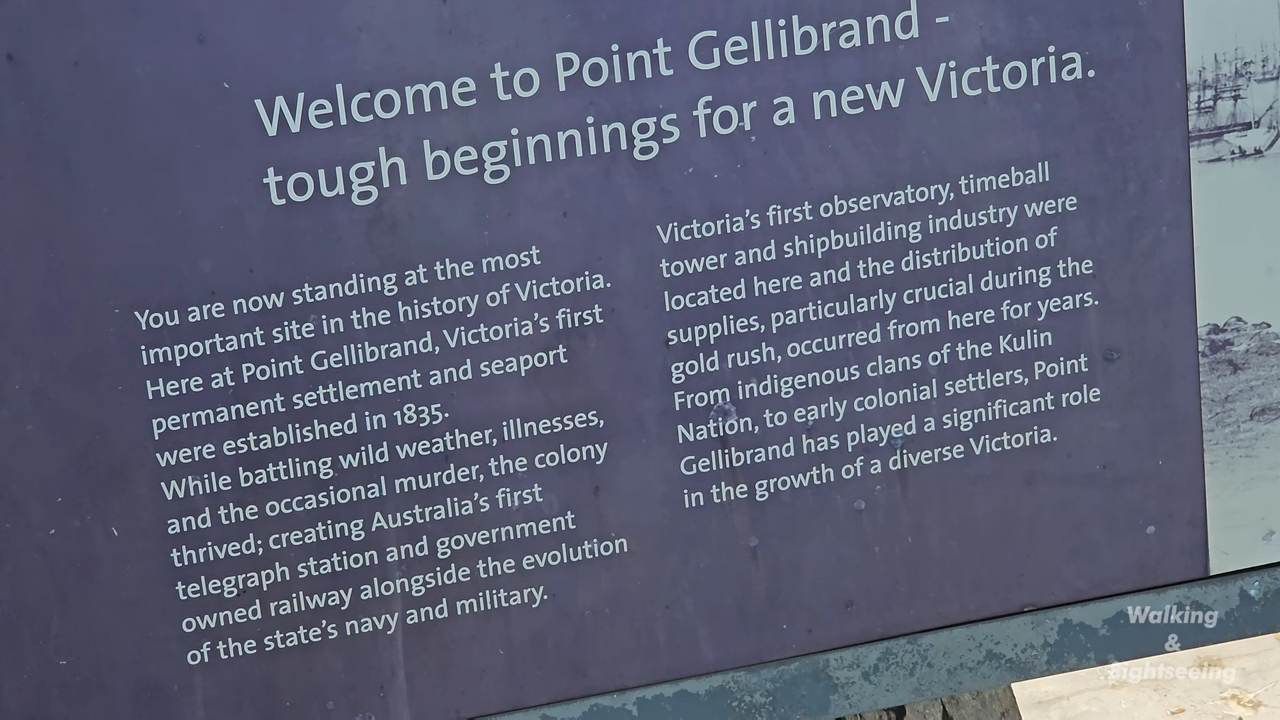 Welcome to Point Gellibrand -
tough beginnings for a new Victoria.
You are now standing at the most
important site in the history of Victoria.
Here at Point Gellibrand, Victoria's first
permanent settlement and seaport
were established in 1835.
While battling wild weather, illnesses,
and the occasional murder, the colony
thrived; creating Australia's first
telegraph station and government
owned railway alongside the evolution
of the state's navy and military.
Victoria's first observatory, timeball
tower and shipbuilding industry were
located here and the distribution of
supplies, particularly crucial during the
gold rush, occurred from here for years.
From indigenous clans of the Kulin
Nation, to early colonial settlers, Point
Gellibrand has played a significant role
in the growth of a diverse Victoria.
Walking
&
Sightseeing